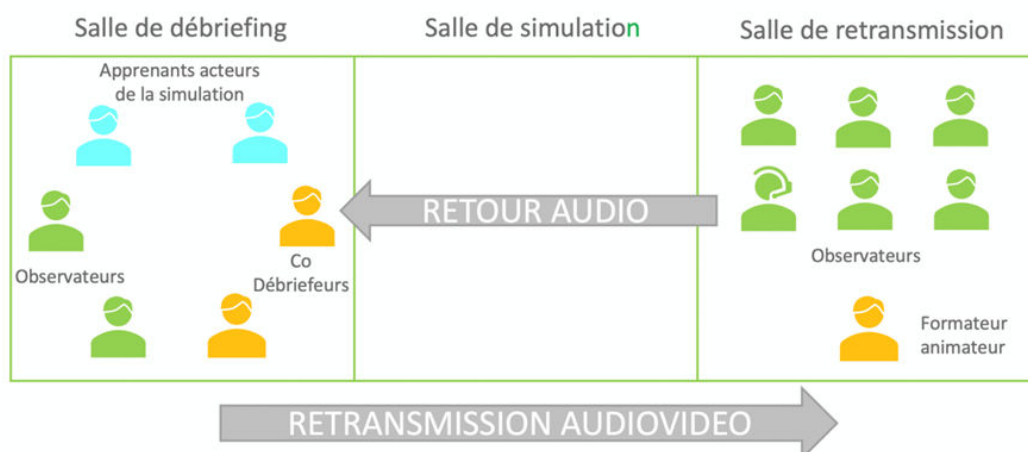 Salle de débriefing
Salle de simulation
Salle de retransmission
Apprenants acteurs
de la simulation
RETOUR AUDIO
Observateurs
Co
Débriefeurs
Observateurs
Formateur
animateur
RETRANSMISSION AUDIOVIDEO